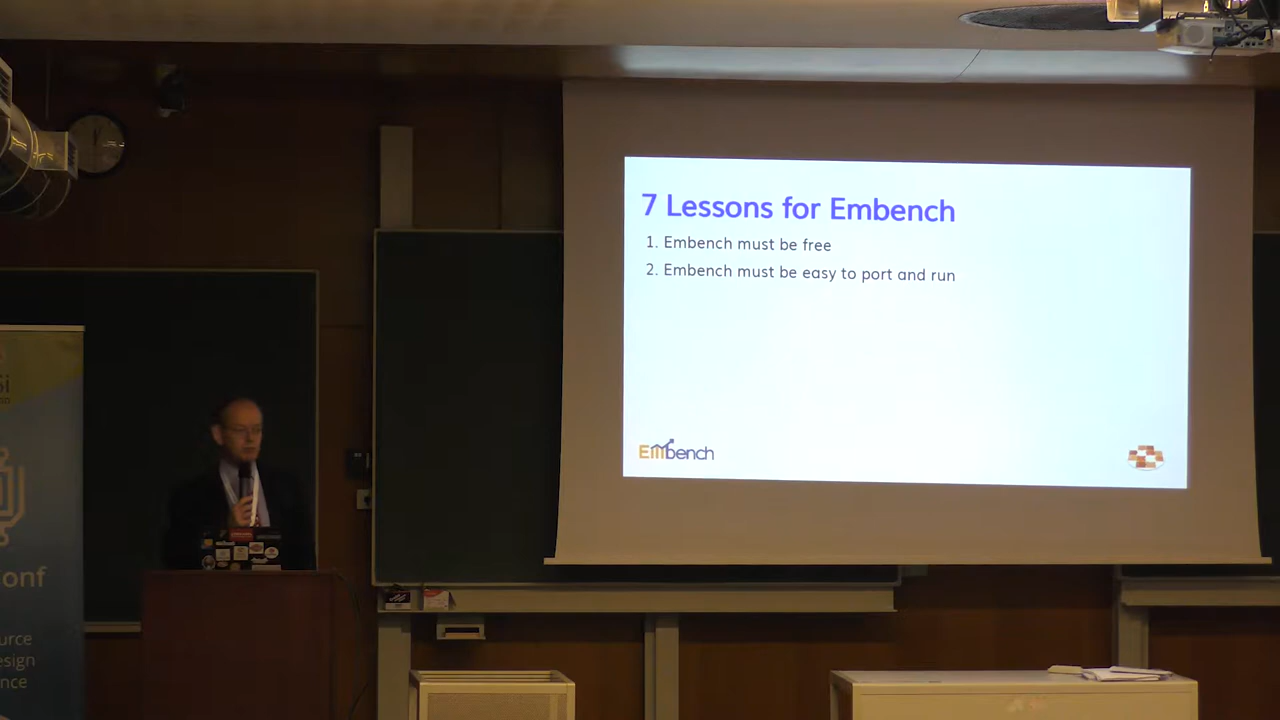 7 Lessons for Embench
1. Embench must be free
2. Embench must be easy to port and run
Embench
Si
onf
urce
esign
nce